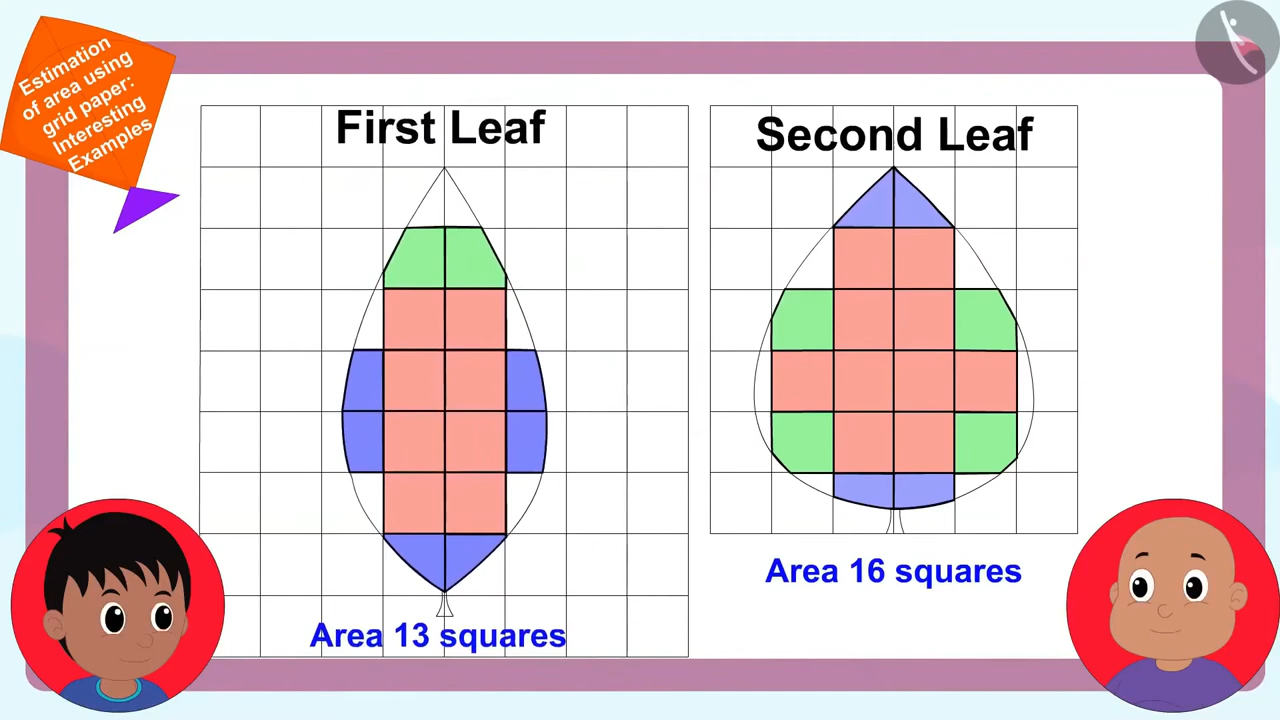 Estimation
of area using
grid paper:
Interesting
Examples
First Leaf
Second Leaf
Area 16 squares
Area 13 squares